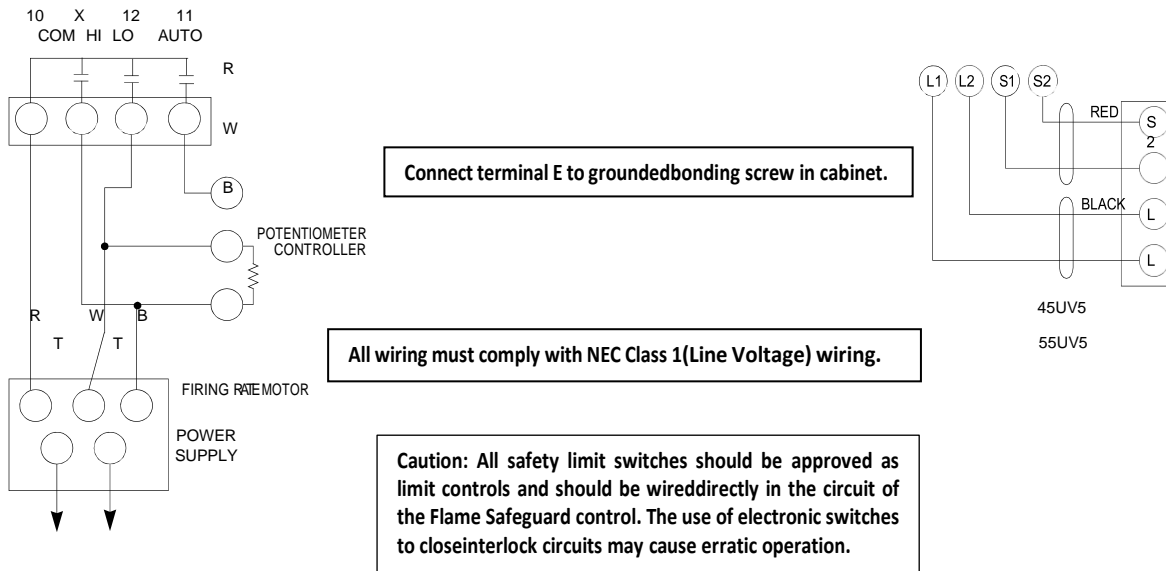 10 X 12 11
COM HI LO AUTO
R
W
B
POTENTIOMETER
CONTROLLER
R W B
T T
FIRING RATE MOTOR
POWER
SUPPLY
Connect terminal E to groundedbonding screw in cabinet.
All wiring must comply with NEC Class 1(Line Voltage) wiring.
Caution: All safety limit switches should be approved as
limit controls and should be wireddirectly in the circuit of
the Flame Safeguard control. The use of electronic switches
to closeinterlock circuits may cause erratic operation.
L1 L2 S1 S2
RED
S
2
BLACK
L
L
45UV5
55UV5